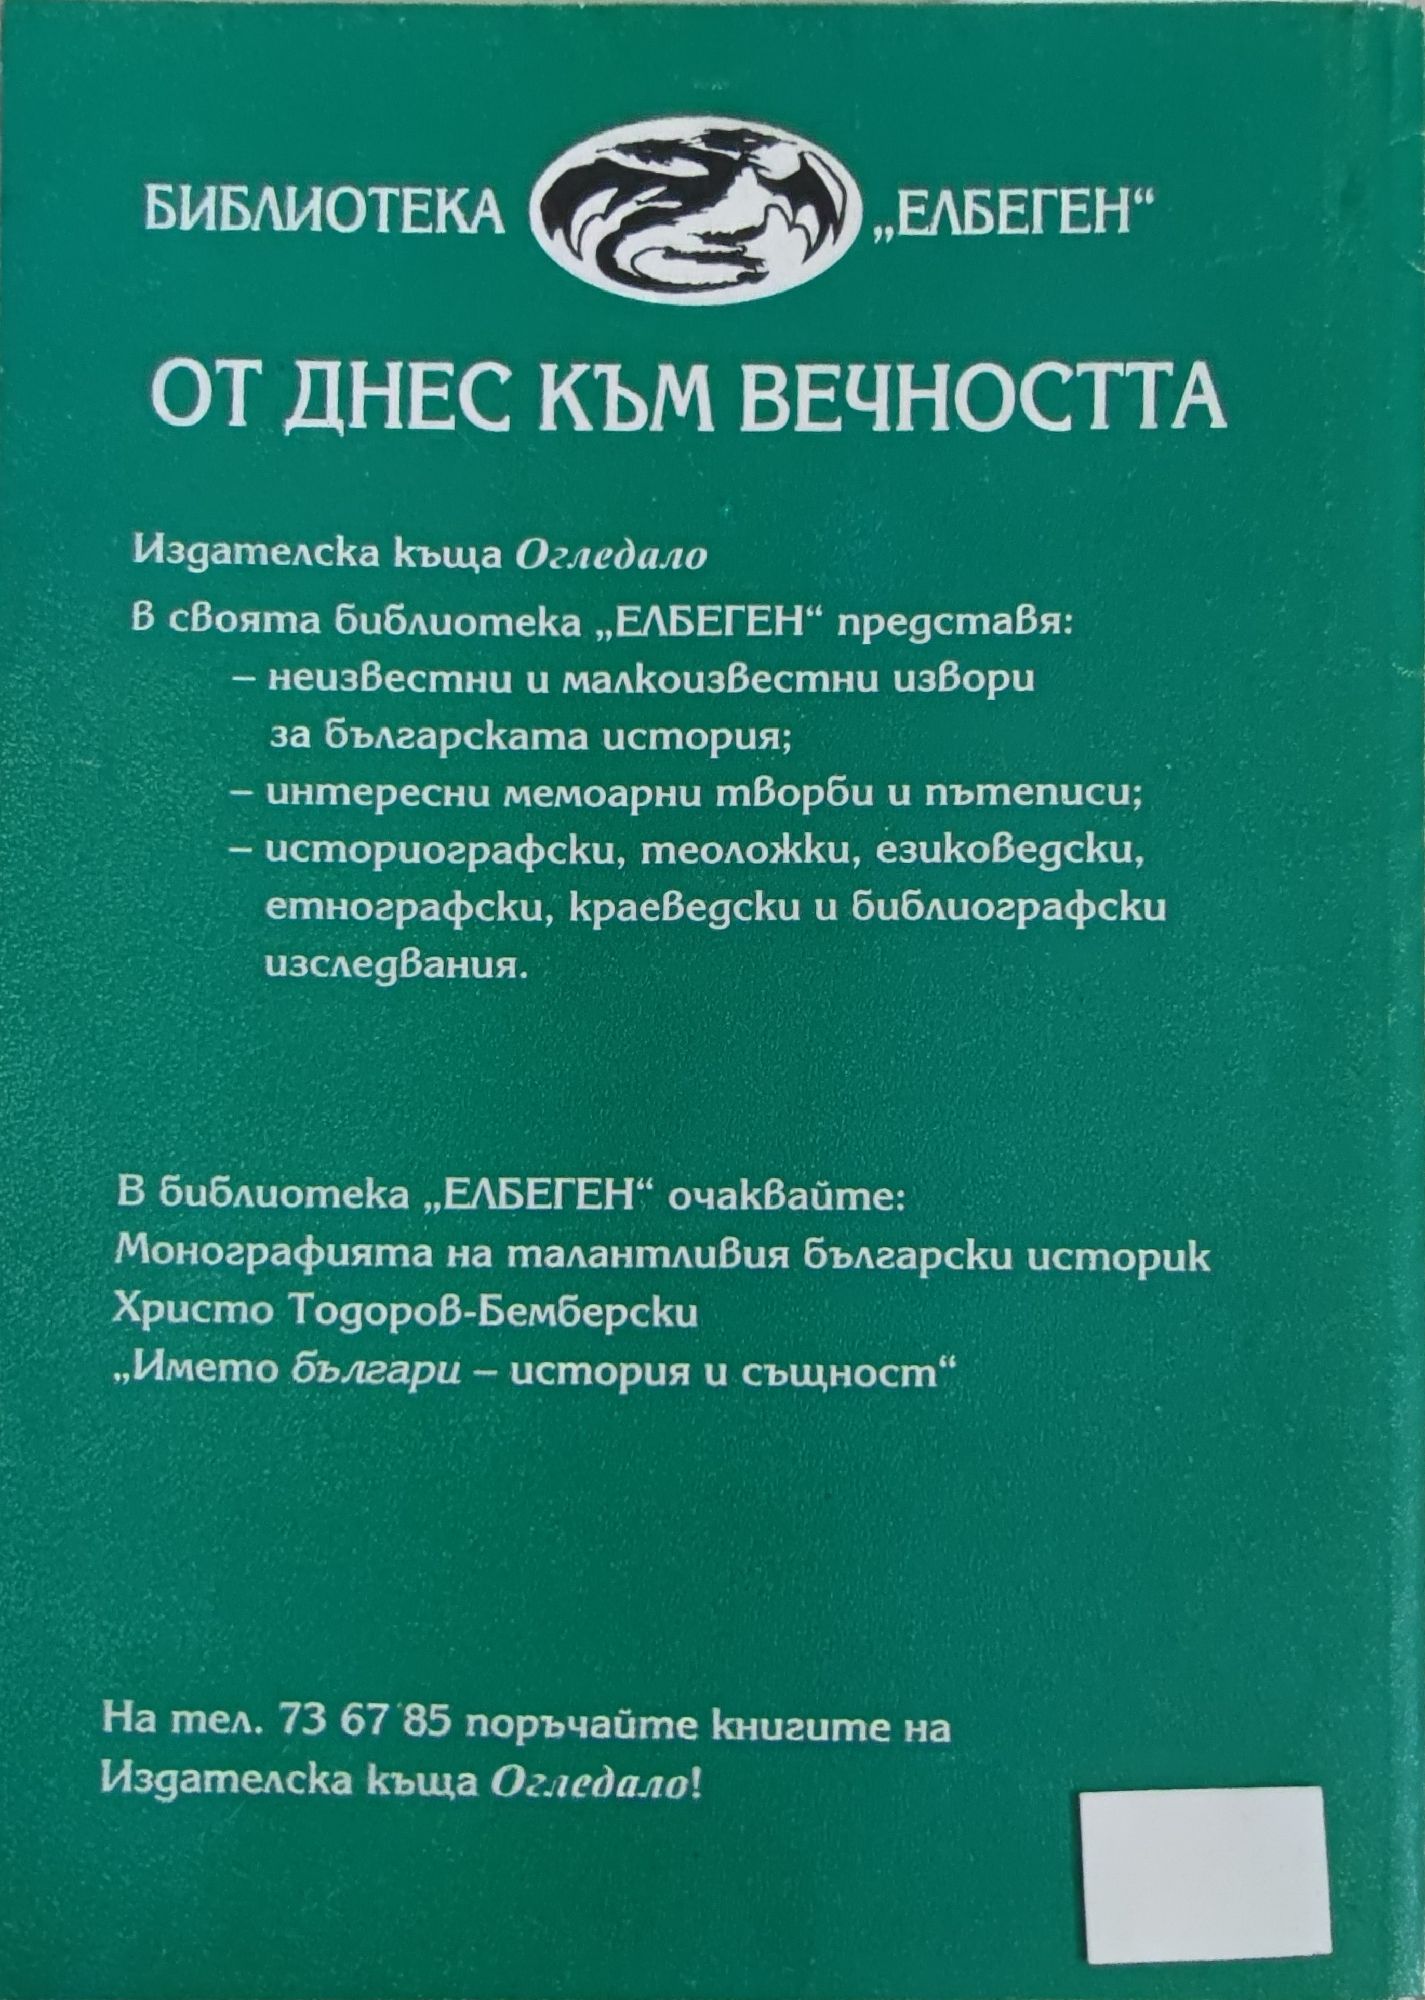 БИБЛИОТЕКА „ЕЛБЕГЕН“
ОТ ДНЕС КЪМ ВЕЧНОСТТА
Издателска къща Огледало
в своята библиотека „ЕЛБЕГЕН“ представя:
– неизвестни и малкоизвестни извори
за българската история;
– интересни мемоарни творби и пътеписи;
– историографски, теоложки, езиковедски,
етнографски, краеведски и библиографски
изследвания.
В библиотека „ЕЛБЕГЕН“ очаквайте:
Монографията на талантливия български историк
Христо Тодоров-Бемберски
„Името българи – история и същност“
На тел. 73 67 85 поръчайте книгите на
Издателска къща Огледало!